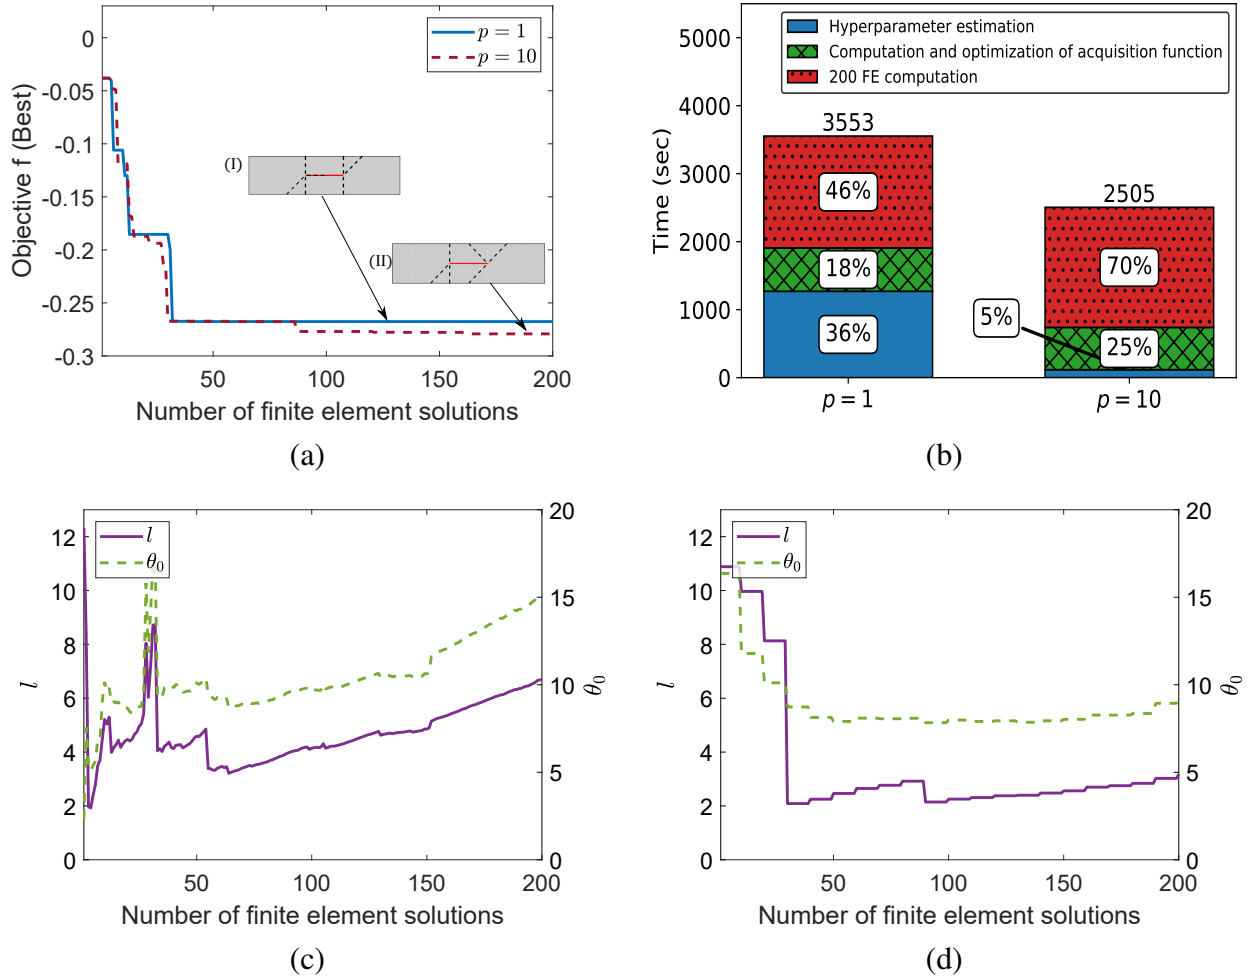 0
-0.05
-0.1
-0.15
-0.2
-0.25
-0.3
Objective f (Best)
p = 1
p = 10
(I)
(II)
50
100
150
200
Number of finite element solutions
(a)
Hyperparameter estimation
Computation and optimization of acquisition function
200 FE computation
5000
4000
3000
2000
1000
0
Time (sec)
3553
46%
18%
36%
2505
70%
25%
5%
p = 1
p = 10
(b)
12
10
8
6
4
2
0
l
l
θ0
20
15
10
5
0
θ0
50
100
150
200
Number of finite element solutions
(c)
12
10
8
6
4
2
0
l
l
θ0
20
15
10
5
0
θ0
50
100
150
200
Number of finite element solutions
(d)